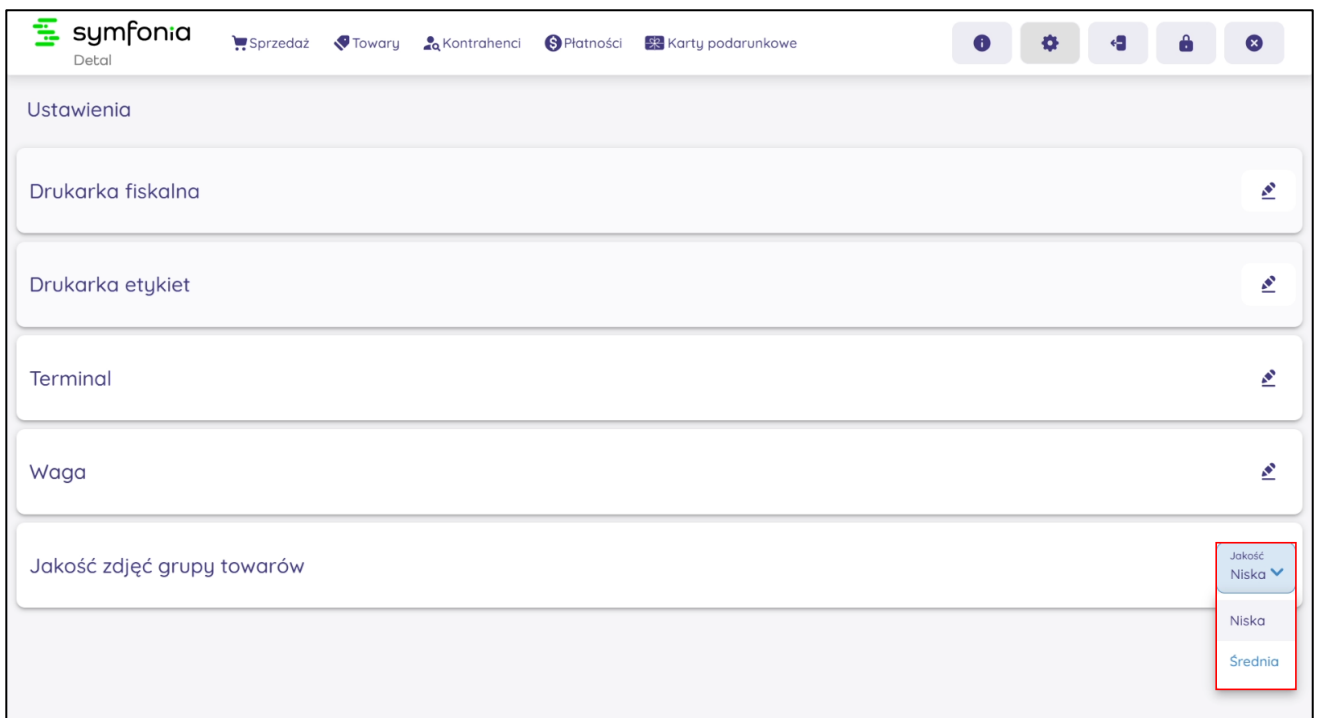 symfonia
Detal
Sprzedaż Towary Kontrahenci Płatności Karty podarunkowe
Ustawienia
Drukarka fiskalna
Drukarka etykiet
Terminal
Waga
Jakość zdjęć grupy towarów
Jakość
Niska
Niska
Średnia